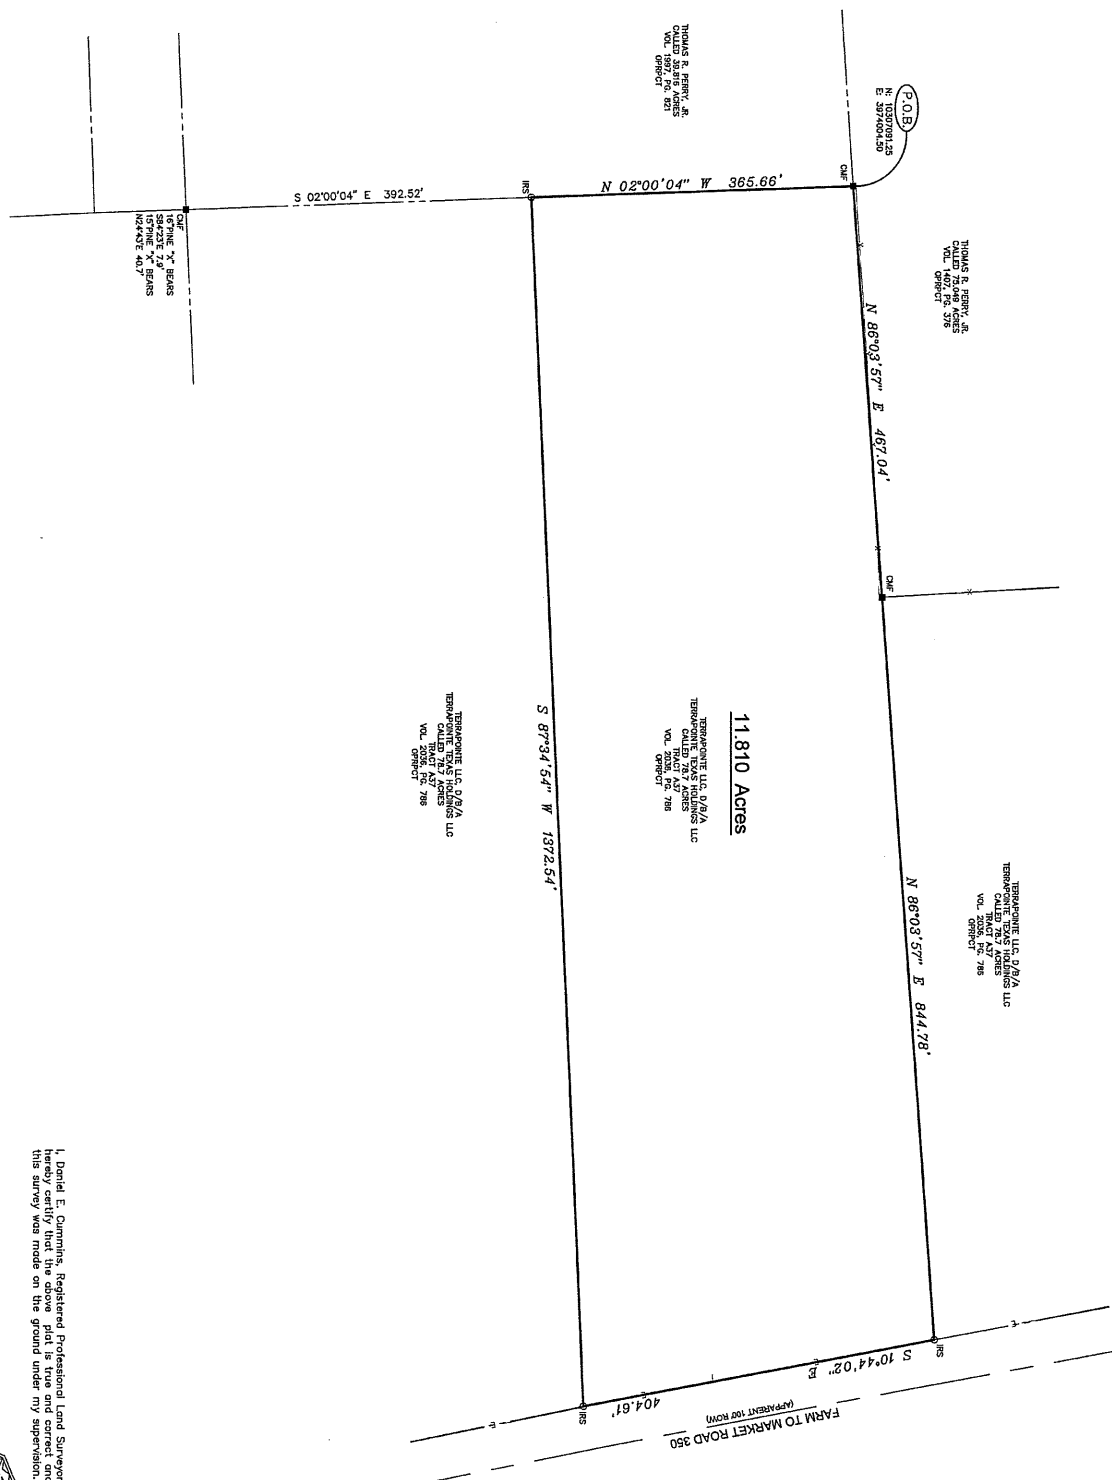 P.O.B.
N: 10307091.25
E: 3974004.50
THOMAS R. PERRY, JR.
CALLED 39.816 ACRES
VOL. 1997, PG. 821
OPRPCT
CMF
N 02°00'04" W 365.66'
IRS
S 02°00'04" E 392.52'
CMF
16"PINE "X" BEARS
S84°23'E 7.9'
15"PINE "X" BEARS
N24°43'E 40.7'
THOMAS R. PERRY, JR.
CALLED 75.049 ACRES
VOL. 1407, PG. 376
OPRPCT
N 86°03'57" E 467.04'
CMF
11.810 Acres
TERRAPOINTE LLC, D/B/A
TERRAPOINTE TEXAS HOLDINGS LLC
CALLED 78.7 ACRES
TRACT A37
VOL. 2036, PG. 786
OPRPCT
S 87°34'54" W 1372.54'
TERRAPOINTE LLC, D/B/A
TERRAPOINTE TEXAS HOLDINGS LLC
CALLED 78.7 ACRES
TRACT A37
VOL. 2036, PG. 786
OPRPCT
TERRAPOINTE LLC, D/B/A
TERRAPOINTE TEXAS HOLDINGS LLC
CALLED 78.7 ACRES
TRACT A37
VOL. 2036, PG. 786
OPRPCT
N 86°03'57" E 844.78'
IRS
S 10°44'02" E
404.61'
IRS
FARM TO MARKET ROAD 350
(APPARENT 100' ROW)
I, Daniel E. Cummins, Registered Professional Land Surveyor
hereby certify that the above plat is true and correct and
this survey was made on the ground under my supervision.